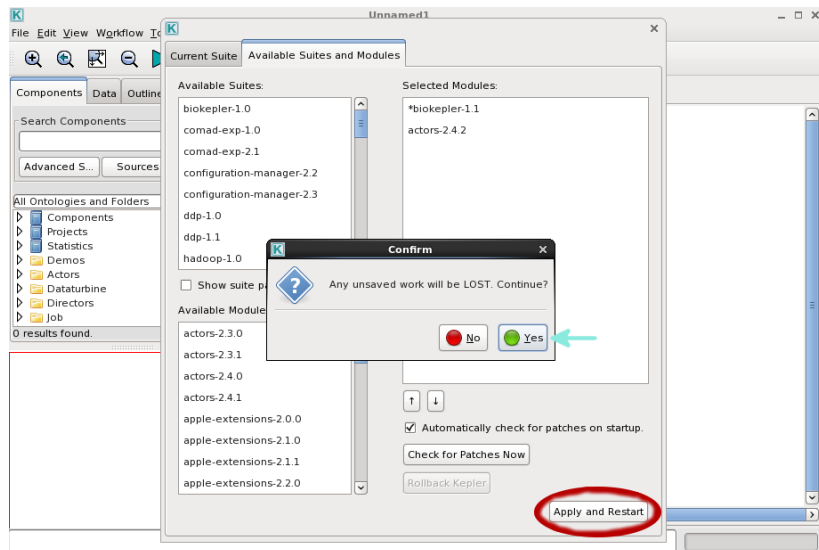 Unnamed1
File Edit View Workflow
Components Data Outline
Search Components
Advanced S... Sources
All Ontologies and Folders
Components
Projects
Statistics
Demos
Actors
Dataturbine
Directors
Job
0 results found.
K
Current Suite Available Suites and Modules
Available Suites:
biokepler-1.0
comad-exp-1.0
comad-exp-2.1
configuration-manager-2.2
configuration-manager-2.3
ddp-1.0
ddp-1.1
hadoop-1.0
Show suite
Available Module
actors-2.3.0
actors-2.3.1
actors-2.4.0
actors-2.4.1
apple-extensions-2.0.0
apple-extensions-2.1.0
apple-extensions-2.1.1
apple-extensions-2.2.0
Selected Modules:
*biokepler-1.1
actors-2.4.2
K Confirm
? Any unsaved work will be LOST. Continue?
No Yes
Automatically check for patches on startup.
Check for Patches Now
Rollback Kepler
Apply and Restart